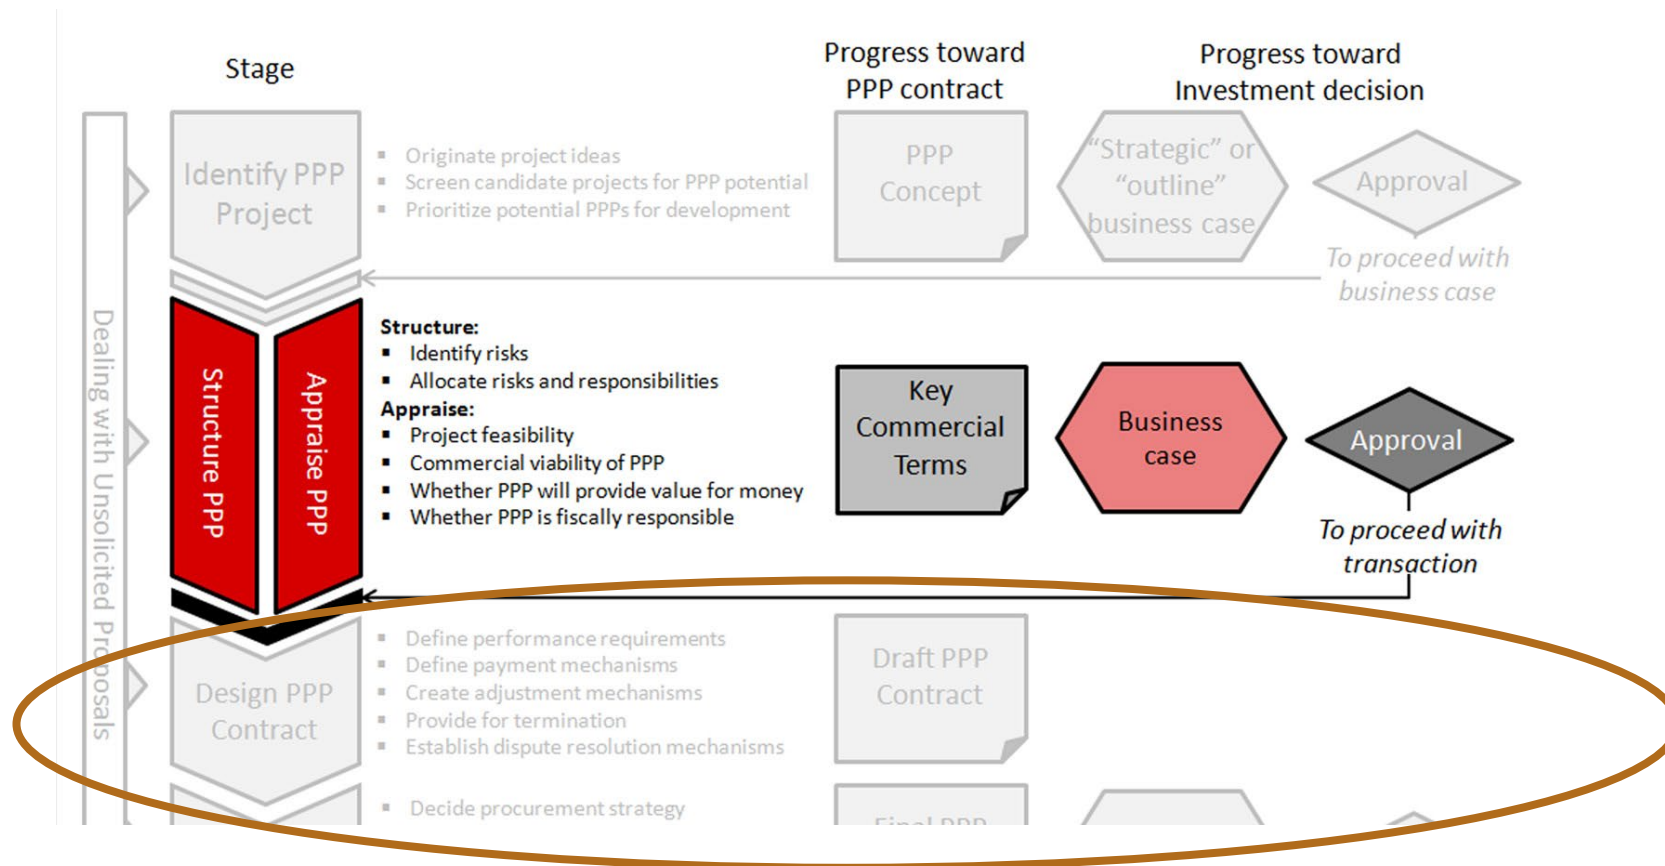 Stage
Progress toward
PPP contract
Progress toward
Investment decision
Dealing with Unsolicited Proposals
Identify PPP
Project
▪ Originate project ideas
▪ Screen candidate projects for PPP potential
▪ Prioritize potential PPPs for development
PPP
Concept
“Strategic” or
“outline”
business case
Approval
To proceed with
business case
Structure PPP
Appraise PPP
Structure:
▪ Identify risks
▪ Allocate risks and responsibilities
Appraise:
▪ Project feasibility
▪ Commercial viability of PPP
▪ Whether PPP will provide value for money
▪ Whether PPP is fiscally responsible
Key
Commercial
Terms
Business
case
Approval
To proceed with
transaction
Design PPP
Contract
▪ Define performance requirements
▪ Define payment mechanisms
▪ Create adjustment mechanisms
▪ Provide for termination
▪ Establish dispute resolution mechanisms
Draft PPP
Contract
▪ Decide procurement strategy
Final PPP